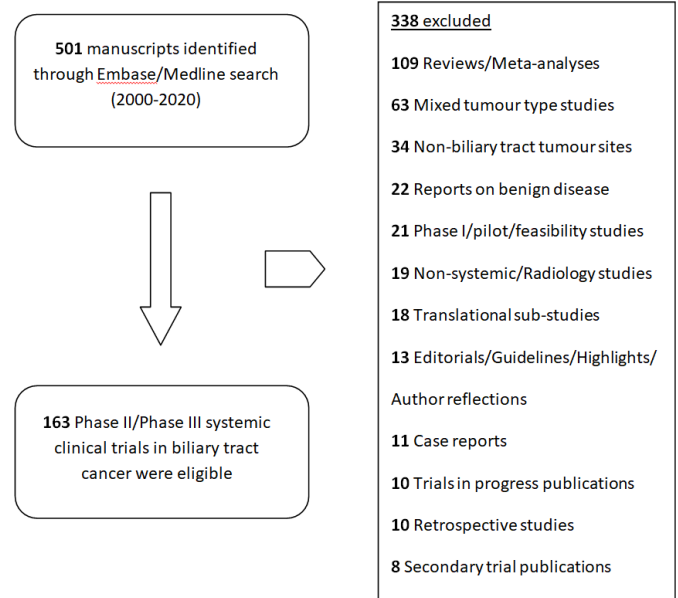 501 manuscripts identified
through Embase/Medline search
(2000-2020)
163 Phase II/Phase III systemic
clinical trials in biliary tract
cancer were eligible
338 excluded
109 Reviews/Meta-analyses
63 Mixed tumour type studies
34 Non-biliary tract tumour sites
22 Reports on benign disease
21 Phase I/pilot/feasibility studies
19 Non-systemic/Radiology studies
18 Translational sub-studies
13 Editorials/Guidelines/Highlights/
Author reflections
11 Case reports
10 Trials in progress publications
10 Retrospective studies
8 Secondary trial publications